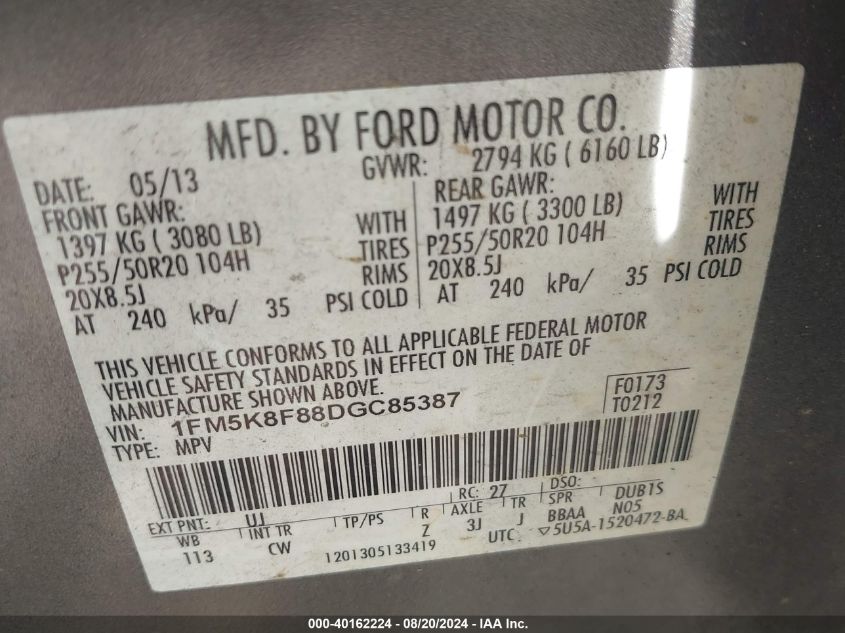 MFD. BY FORD MOTOR CO.
DATE: 05/13 GVWR: 2794 KG ( 6160 LB)
FRONT GAWR: REAR GAWR:
1397 KG ( 3080 LB) WITH 1497 KG ( 3300 LB) WITH
P255/50R20 104H TIRES P255/50R20 104H TIRES
20X8.5J RIMS 20X8.5J RIMS
AT 240 kPa/ 35 PSI COLD AT 240 kPa/ 35 PSI COLD
THIS VEHICLE CONFORMS TO ALL APPLICABLE FEDERAL MOTOR
VEHICLE SAFETY STANDARDS IN EFFECT ON THE DATE OF
MANUFACTURE SHOWN ABOVE.
VIN: 1FM5K8F88DGC85387 F0173
TYPE: MPV T0212
EXT PNT: UJ RC: 27 DSO:
WB INT TR TP/PS R AXLE TR SPR DUB1S
113 CW Z 3J J BBAA N05
1201305133419 UTC: ▽5U5A-1520472-BA
000-40162224 - 08/20/2024 - IAA Inc.